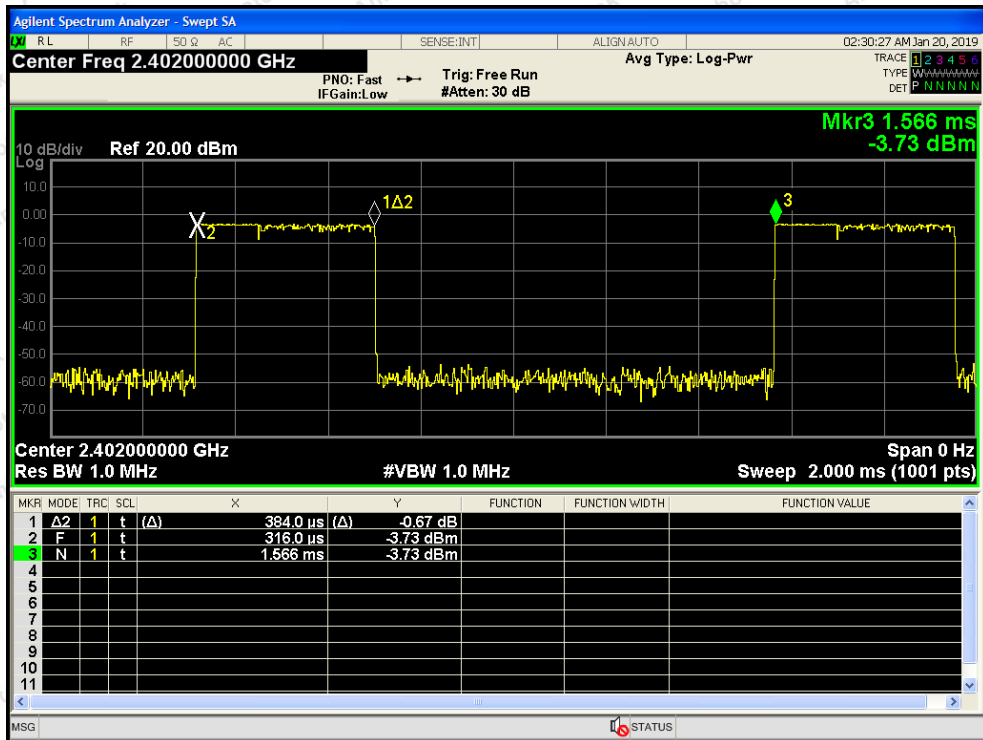 Agilent Spectrum Analyzer - Swept SA
LXI RL RF 50 Ω AC SENSE:INT ALIGN AUTO 02:30:27 AM Jan 20, 2019
Center Freq 2.402000000 GHz
PNO: Fast
IFGain:Low
Trig: Free Run
#Atten: 30 dB
Avg Type: Log-Pwr
TRACE 1 2 3 4 5 6
TYPE WWWWWW
DET P N N N N N
Mkr3 1.566 ms
-3.73 dBm
10 dB/div Ref 20.00 dBm
Log
10.0
0.00
-10.0
-20.0
-30.0
-40.0
-50.0
-60.0
-70.0
X2
1Δ2
3
Center 2.402000000 GHz Span 0 Hz
Res BW 1.0 MHz #VBW 1.0 MHz Sweep 2.000 ms (1001 pts)
MKR MODE TRC SCL X Y FUNCTION FUNCTION WIDTH FUNCTION VALUE
1 Δ2 1 t (Δ) 384.0 µs (Δ) -0.67 dB
2 F 1 t 316.0 µs -3.73 dBm
3 N 1 t 1.566 ms -3.73 dBm
4
5
6
7
8
9
10
11
MSG STATUS